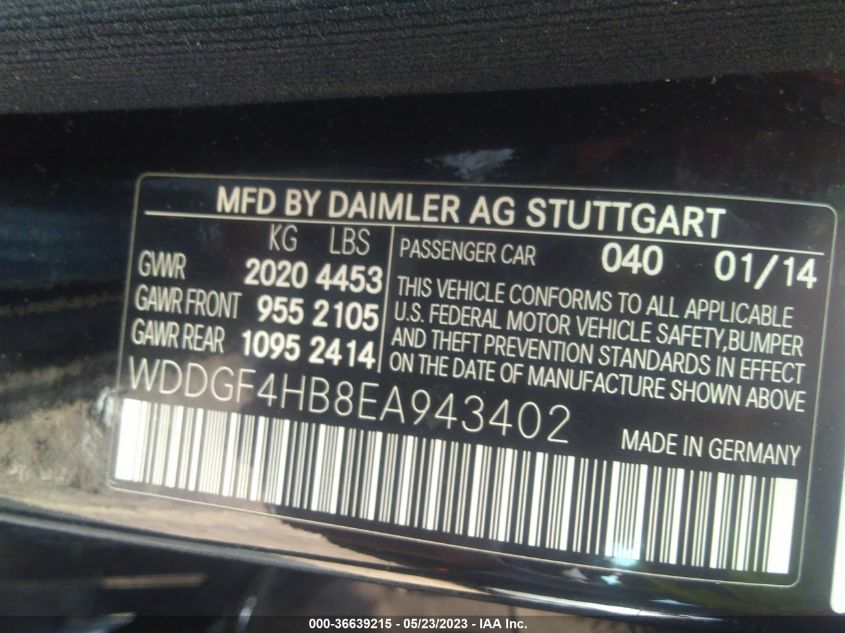 MFD BY DAIMLER AG STUTTGART
KG LBS
GVWR 2020 4453
GAWR FRONT 955 2105
GAWR REAR 1095 2414
PASSENGER CAR 040 01/14
THIS VEHICLE CONFORMS TO ALL APPLICABLE
U.S. FEDERAL MOTOR VEHICLE SAFETY,BUMPER
AND THEFT PREVENTION STANDARDS IN EFFECT
ON THE DATE OF MANUFACTURE SHOWN ABOVE
WDDGF4HB8EA943402
MADE IN GERMANY
000-36639215 — 05/23/2023 — IAA Inc.